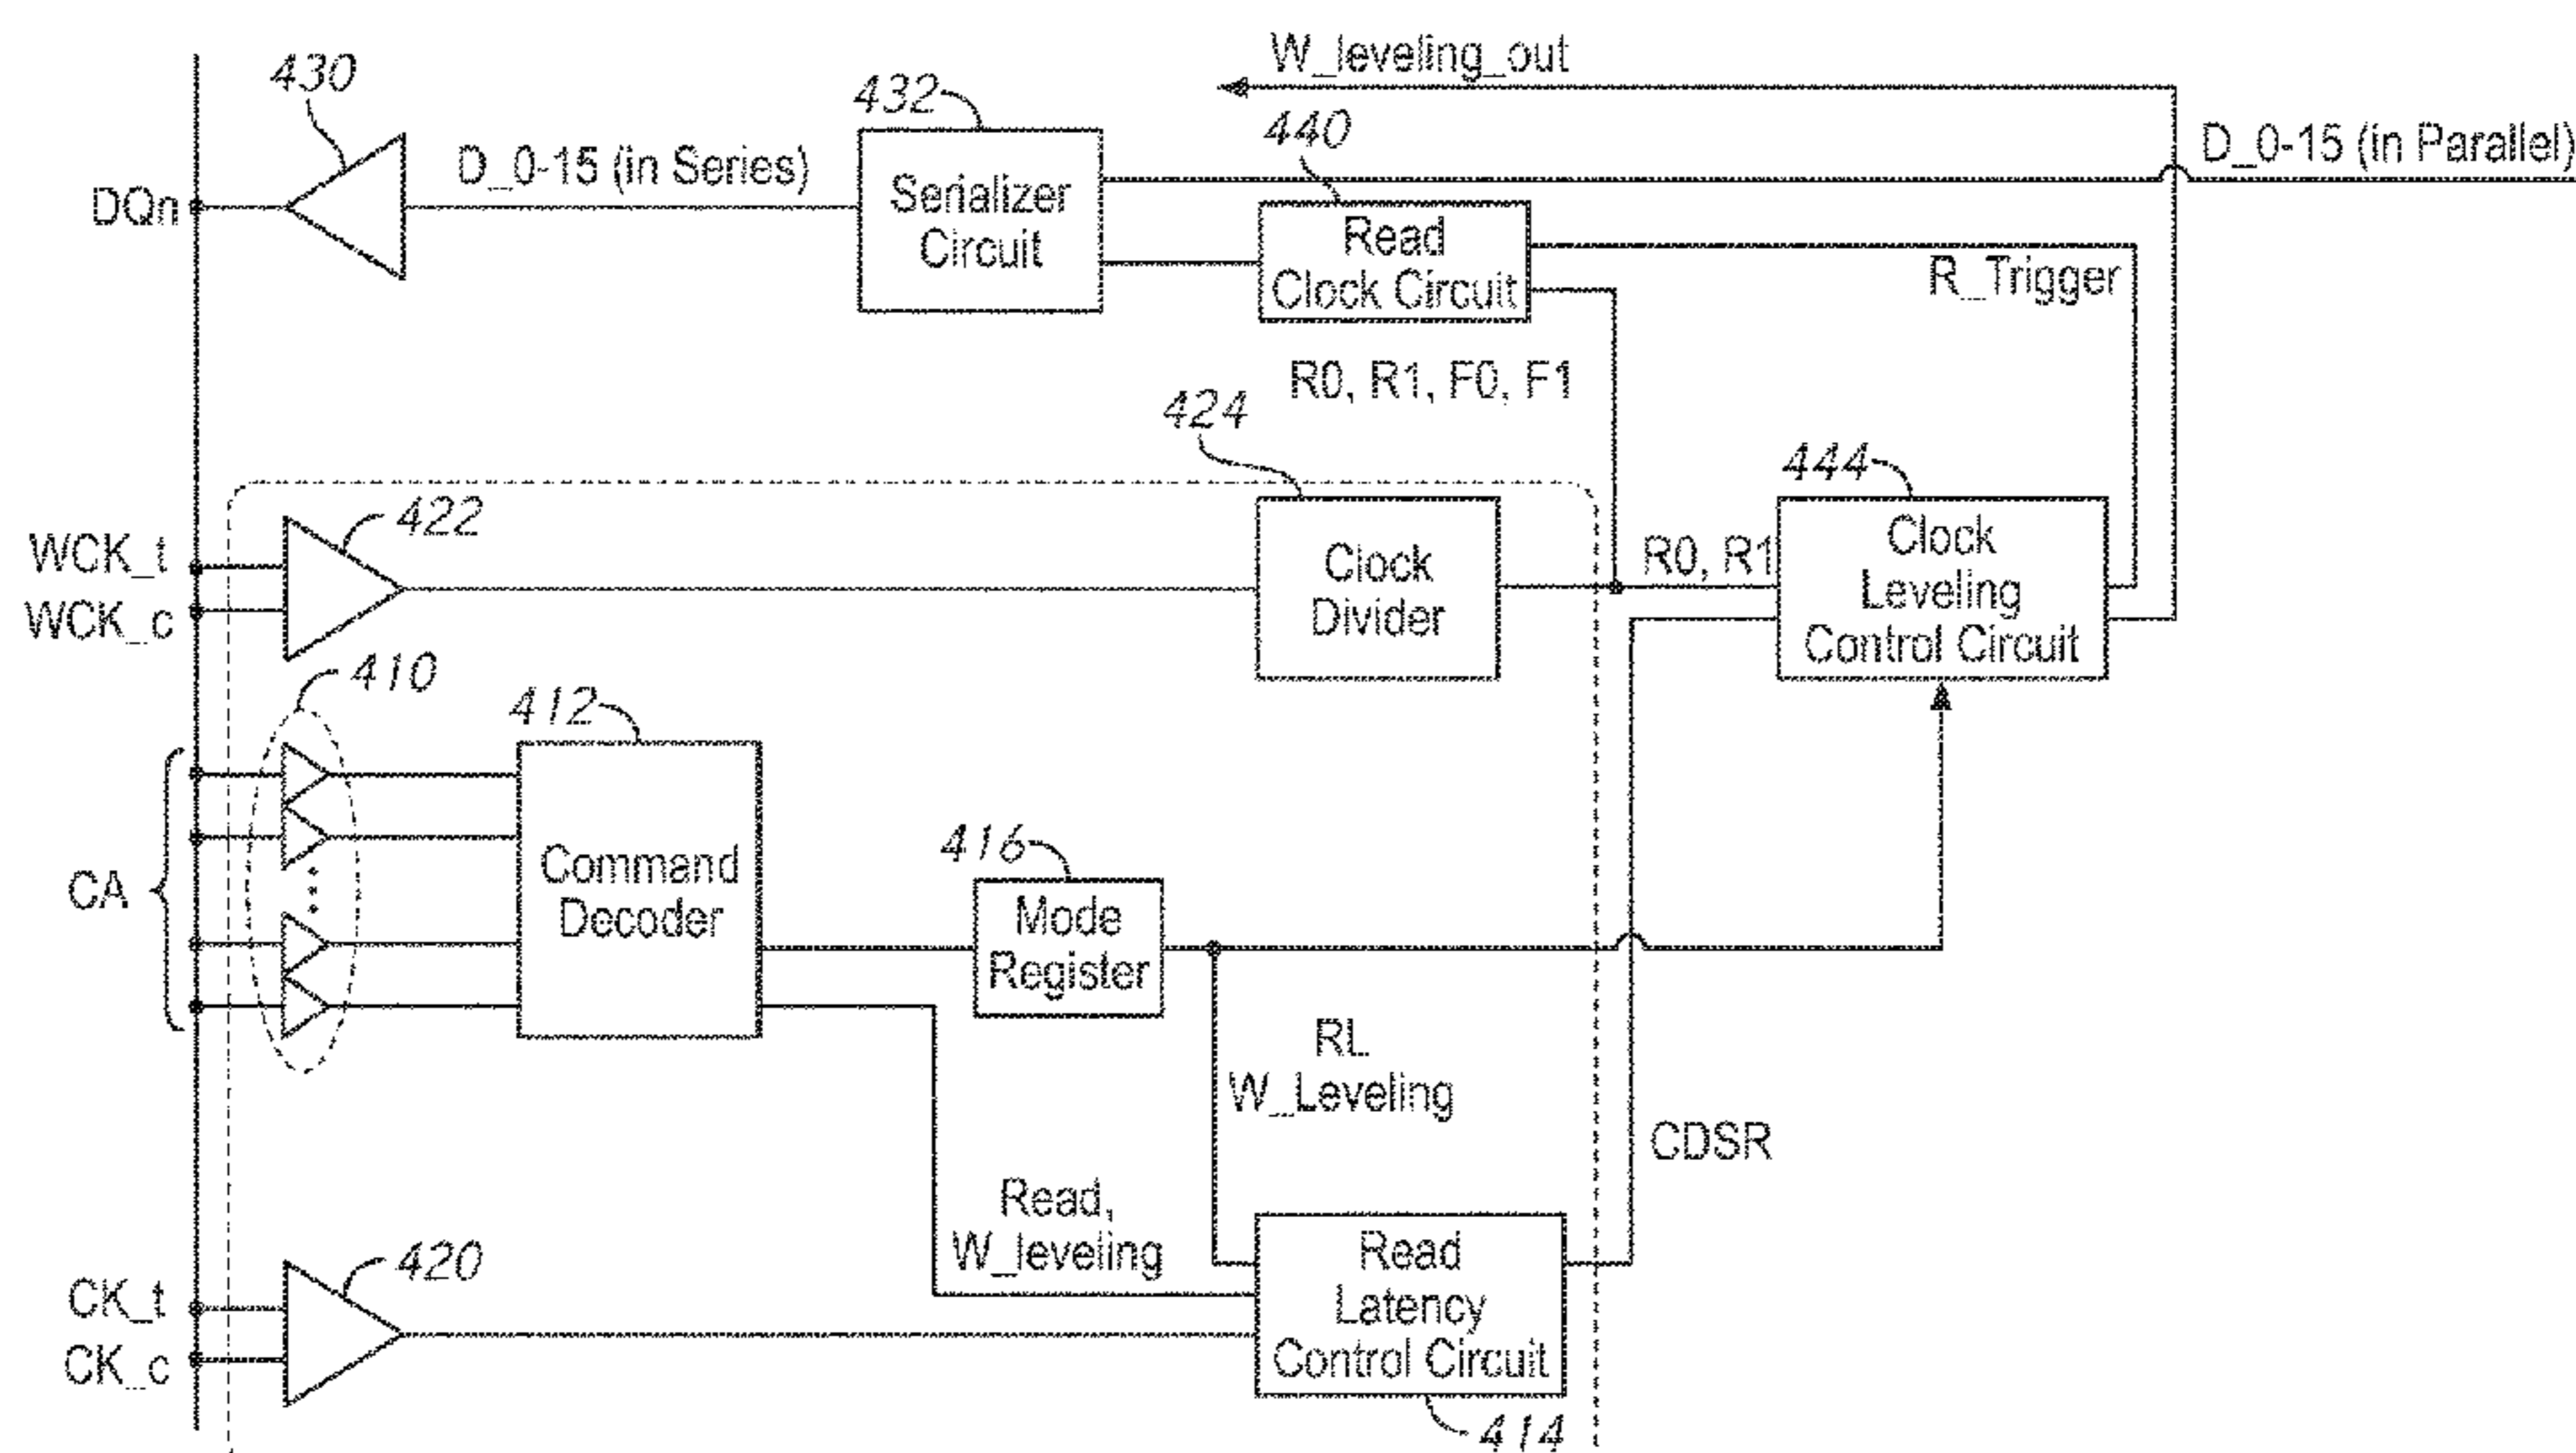 W_leveling_out
430
432
440
D_0-15 (in Parallel)
D_0-15 (in Series)
DQn
Serializer
Circuit
Read
Clock Circuit
R_Trigger
R0, R1, F0, F1
424
444
422
WCK_t
WCK_c
Clock
Divider
R0, R1
Clock
Leveling
Control Circuit
410
412
CA
Command
Decoder
416
Mode
Register
RL
W_Leveling
CDSR
Read,
W_leveling
420
CK_t
CK_c
Read
Latency
Control Circuit
414